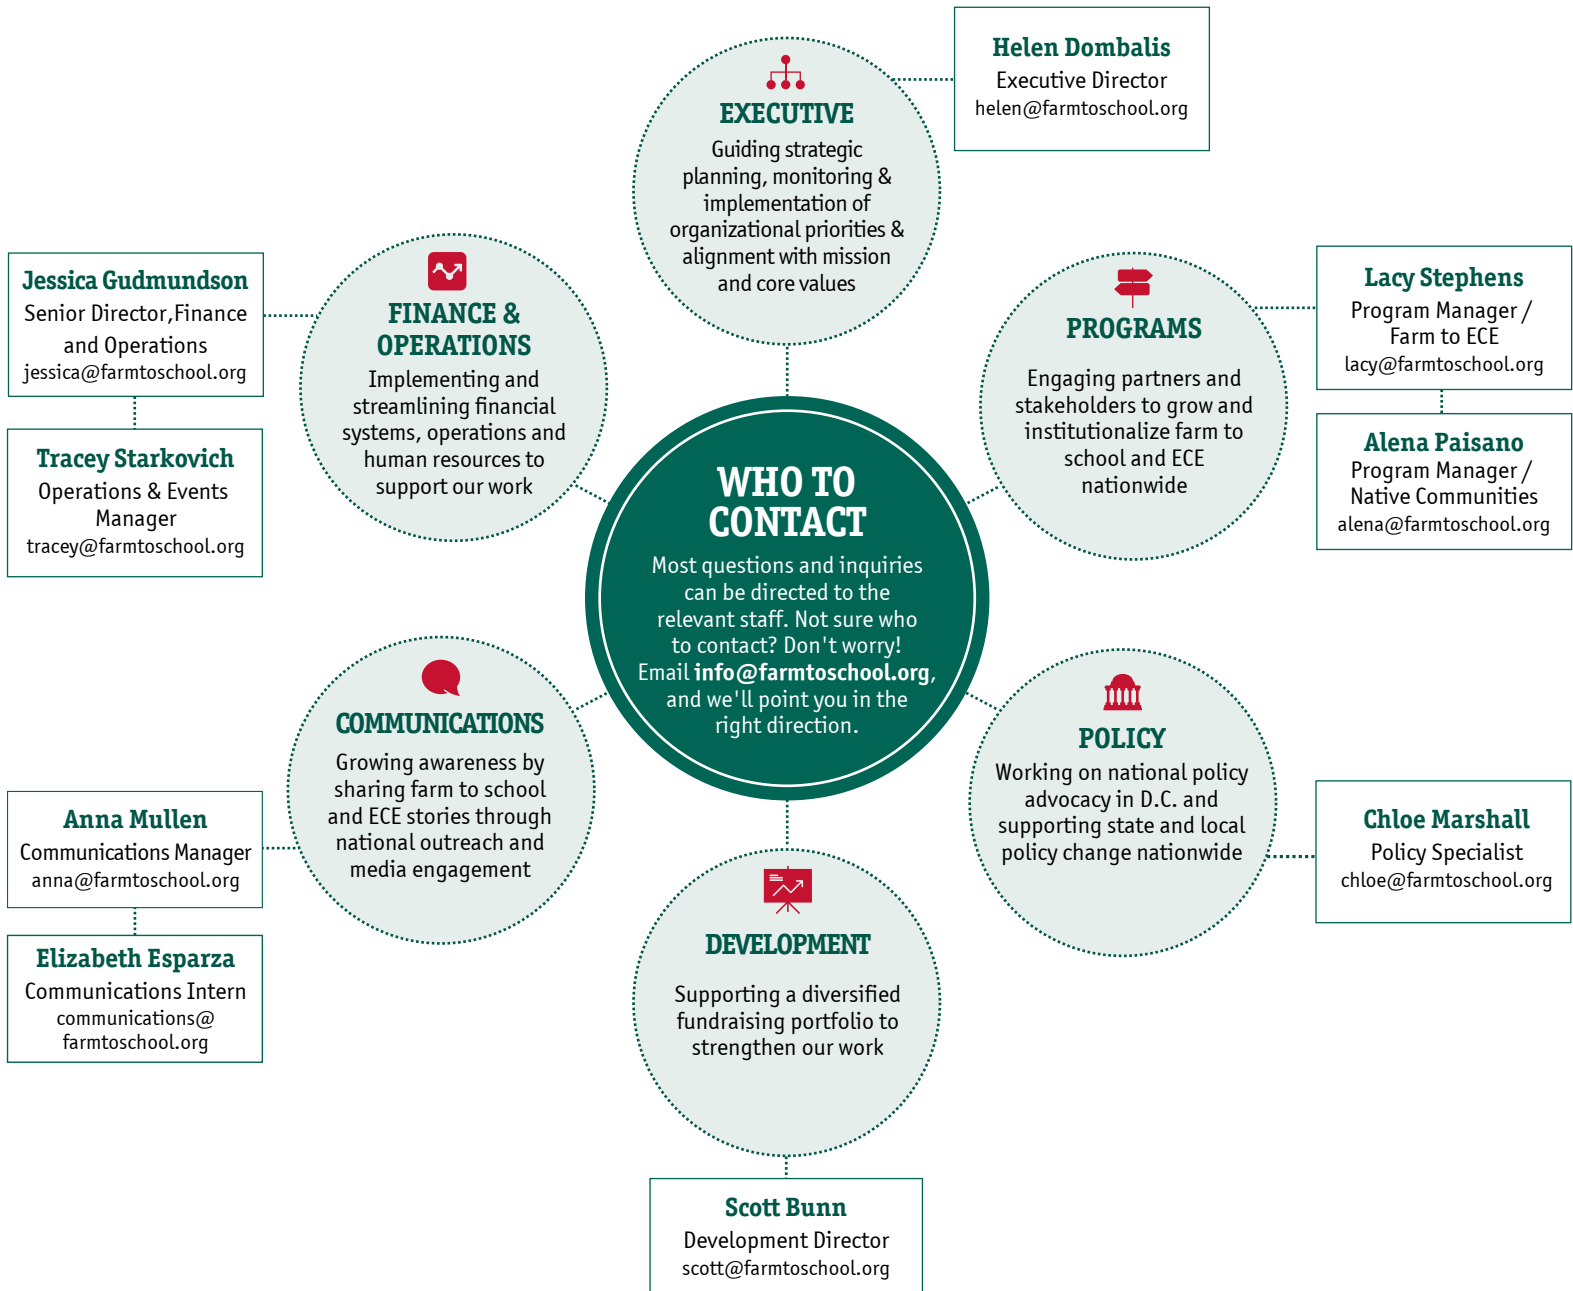 Helen Dombalis
Executive Director
helen@farmtoschool.org
EXECUTIVE
Guiding strategic
planning, monitoring &
implementation of
organizational priorities &
alignment with mission
and core values
Jessica Gudmundson
Senior Director, Finance
and Operations
jessica@farmtoschool.org
Tracey Starkovich
Operations & Events
Manager
tracey@farmtoschool.org
FINANCE &
OPERATIONS
Implementing and
streamlining financial
systems, operations and
human resources to
support our work
PROGRAMS
Engaging partners and
stakeholders to grow and
institutionalize farm to
school and ECE
nationwide
Lacy Stephens
Program Manager /
Farm to ECE
lacy@farmtoschool.org
Alena Paisano
Program Manager /
Native Communities
alena@farmtoschool.org
WHO TO
CONTACT
Most questions and inquiries
can be directed to the
relevant staff. Not sure who
to contact? Don't worry!
Email info@farmtoschool.org,
and we'll point you in the
right direction.
COMMUNICATIONS
Growing awareness by
sharing farm to school
and ECE stories through
national outreach and
media engagement
Anna Mullen
Communications Manager
anna@farmtoschool.org
Elizabeth Esparza
Communications Intern
communications@
farmtoschool.org
POLICY
Working on national policy
advocacy in D.C. and
supporting state and local
policy change nationwide
Chloe Marshall
Policy Specialist
chloe@farmtoschool.org
DEVELOPMENT
Supporting a diversified
fundraising portfolio to
strengthen our work
Scott Bunn
Development Director
scott@farmtoschool.org